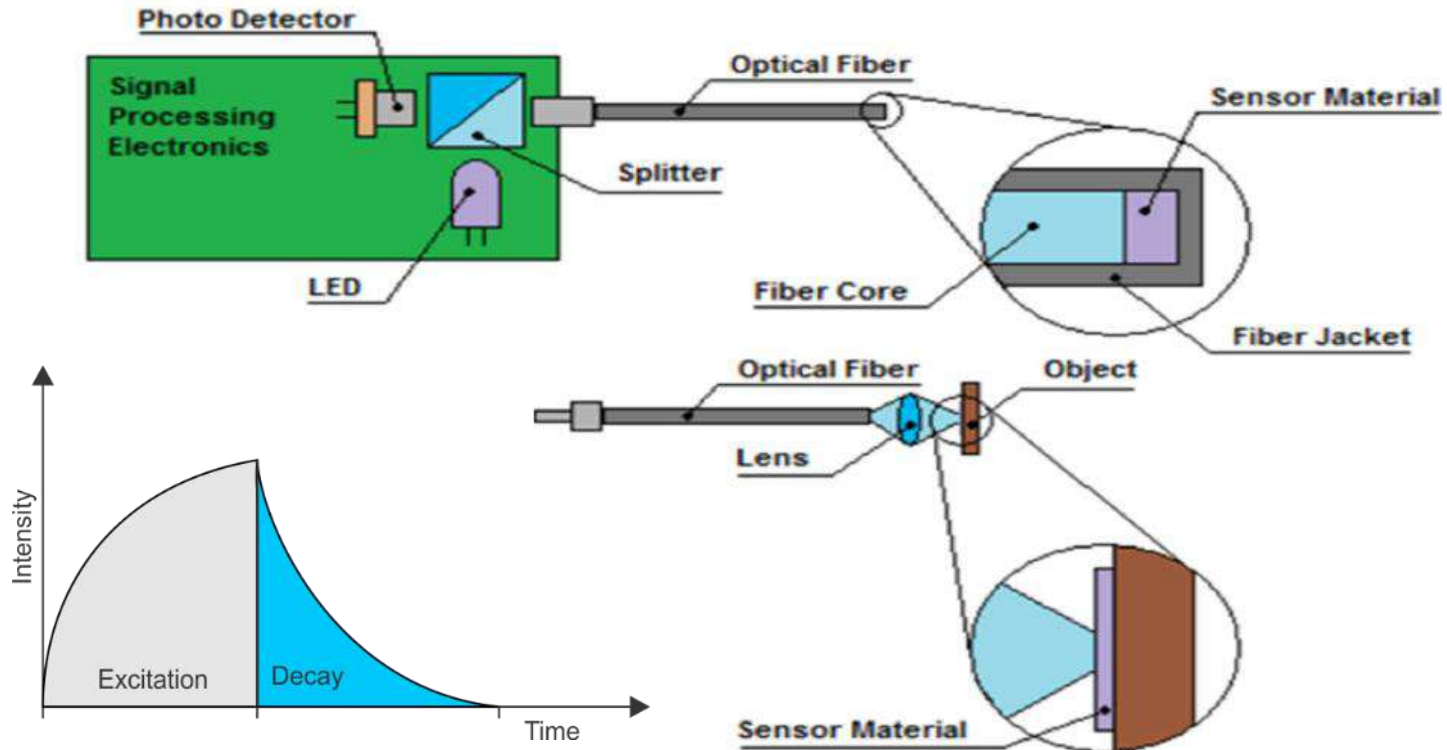 Photo Detector
Signal
Processing
Electronics
Optical Fiber
Sensor Material
Splitter
LED
Fiber Core
Fiber Jacket
Optical Fiber
Object
Lens
Intensity
Excitation
Decay
Time
Sensor Material